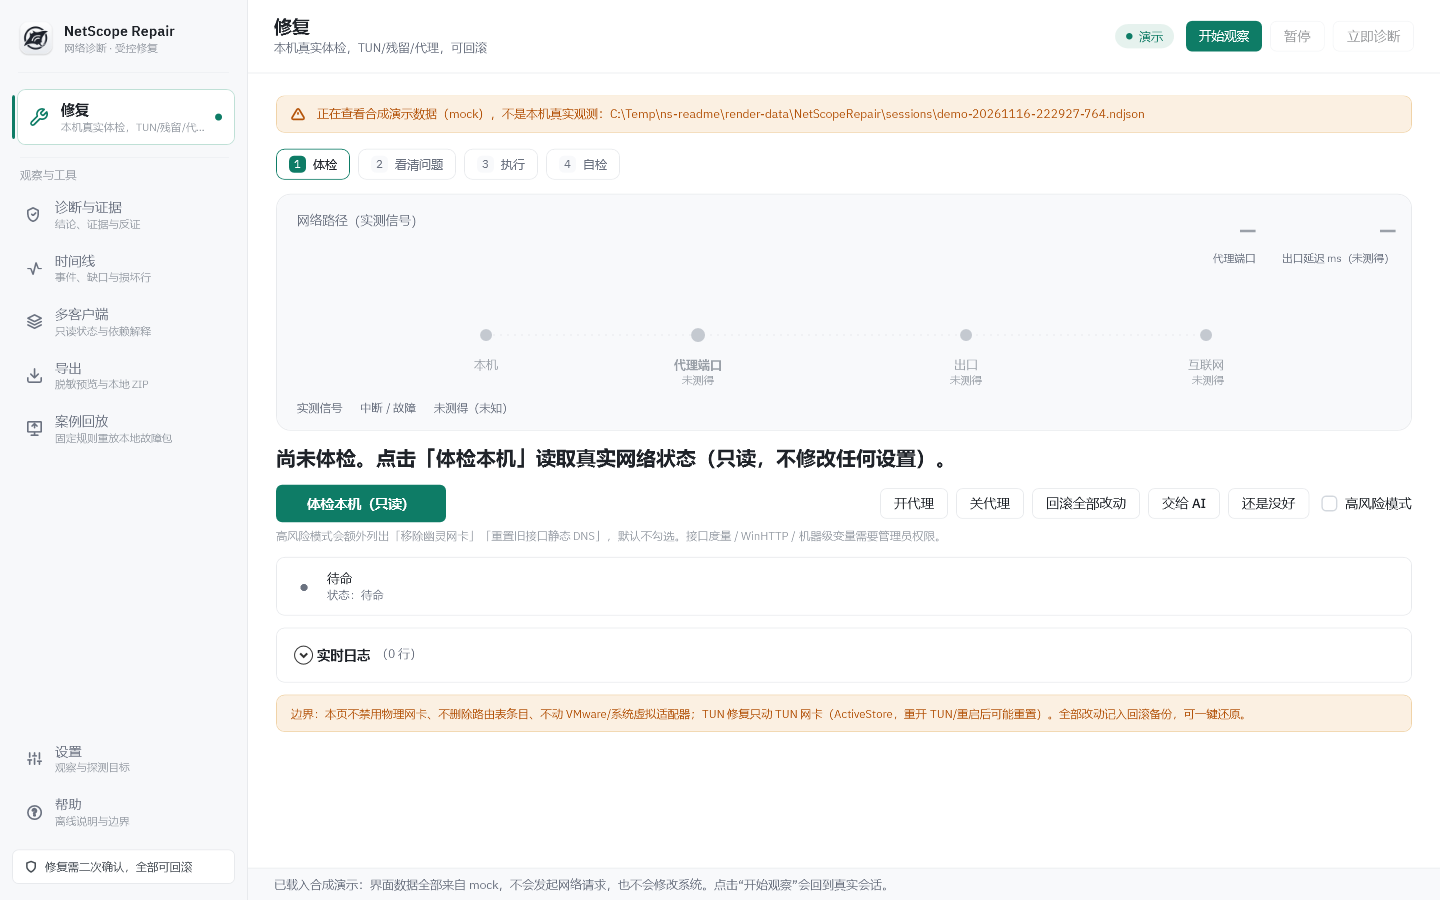 NetScope Repair
网络诊断 · 受控修复
修复
本机真实体检，TUN/残留/代...
观察与工具
诊断与证据
结论、证据与反证
时间线
事件、缺口与损坏行
多客户端
只读状态与依赖解释
导出
脱敏预览与本地 ZIP
案例回放
固定规则重放本地故障包
设置
观察与探测目标
帮助
离线说明与边界
修复需二次确认，全部可回滚
修复
本机真实体检，TUN/残留/代理，可回滚
演示
开始观察
暂停
立即诊断
正在查看合成演示数据（mock），不是本机真实观测：C:\Temp\ns-readme\render-data\NetScopeRepair\sessions\demo-20261116-222927-764.ndjson
1 体检
2 看清问题
3 执行
4 自检
网络路径（实测信号）
—
代理端口
—
出口延迟 ms（未测得）
本机
代理端口
未测得
出口
未测得
互联网
未测得
实测信号 中断 / 故障 未测得（未知）
尚未体检。点击「体检本机」读取真实网络状态（只读，不修改任何设置）。
体检本机（只读）
开代理
关代理
回滚全部改动
交给 AI
还是没好
高风险模式
高风险模式会额外列出「移除幽灵网卡」「重置旧接口静态 DNS」，默认不勾选。接口度量 / WinHTTP / 机器级变量需要管理员权限。
待命
状态：待命
实时日志 （0 行）
边界：本页不禁用物理网卡、不删除路由表条目、不动 VMware/系统虚拟适配器；TUN 修复只动 TUN 网卡（ActiveStore，重开 TUN/重启后可能重置）。全部改动记入回滚备份，可一键还原。
已载入合成演示：界面数据全部来自 mock，不会发起网络请求，也不会修改系统。点击“开始观察”会回到真实会话。